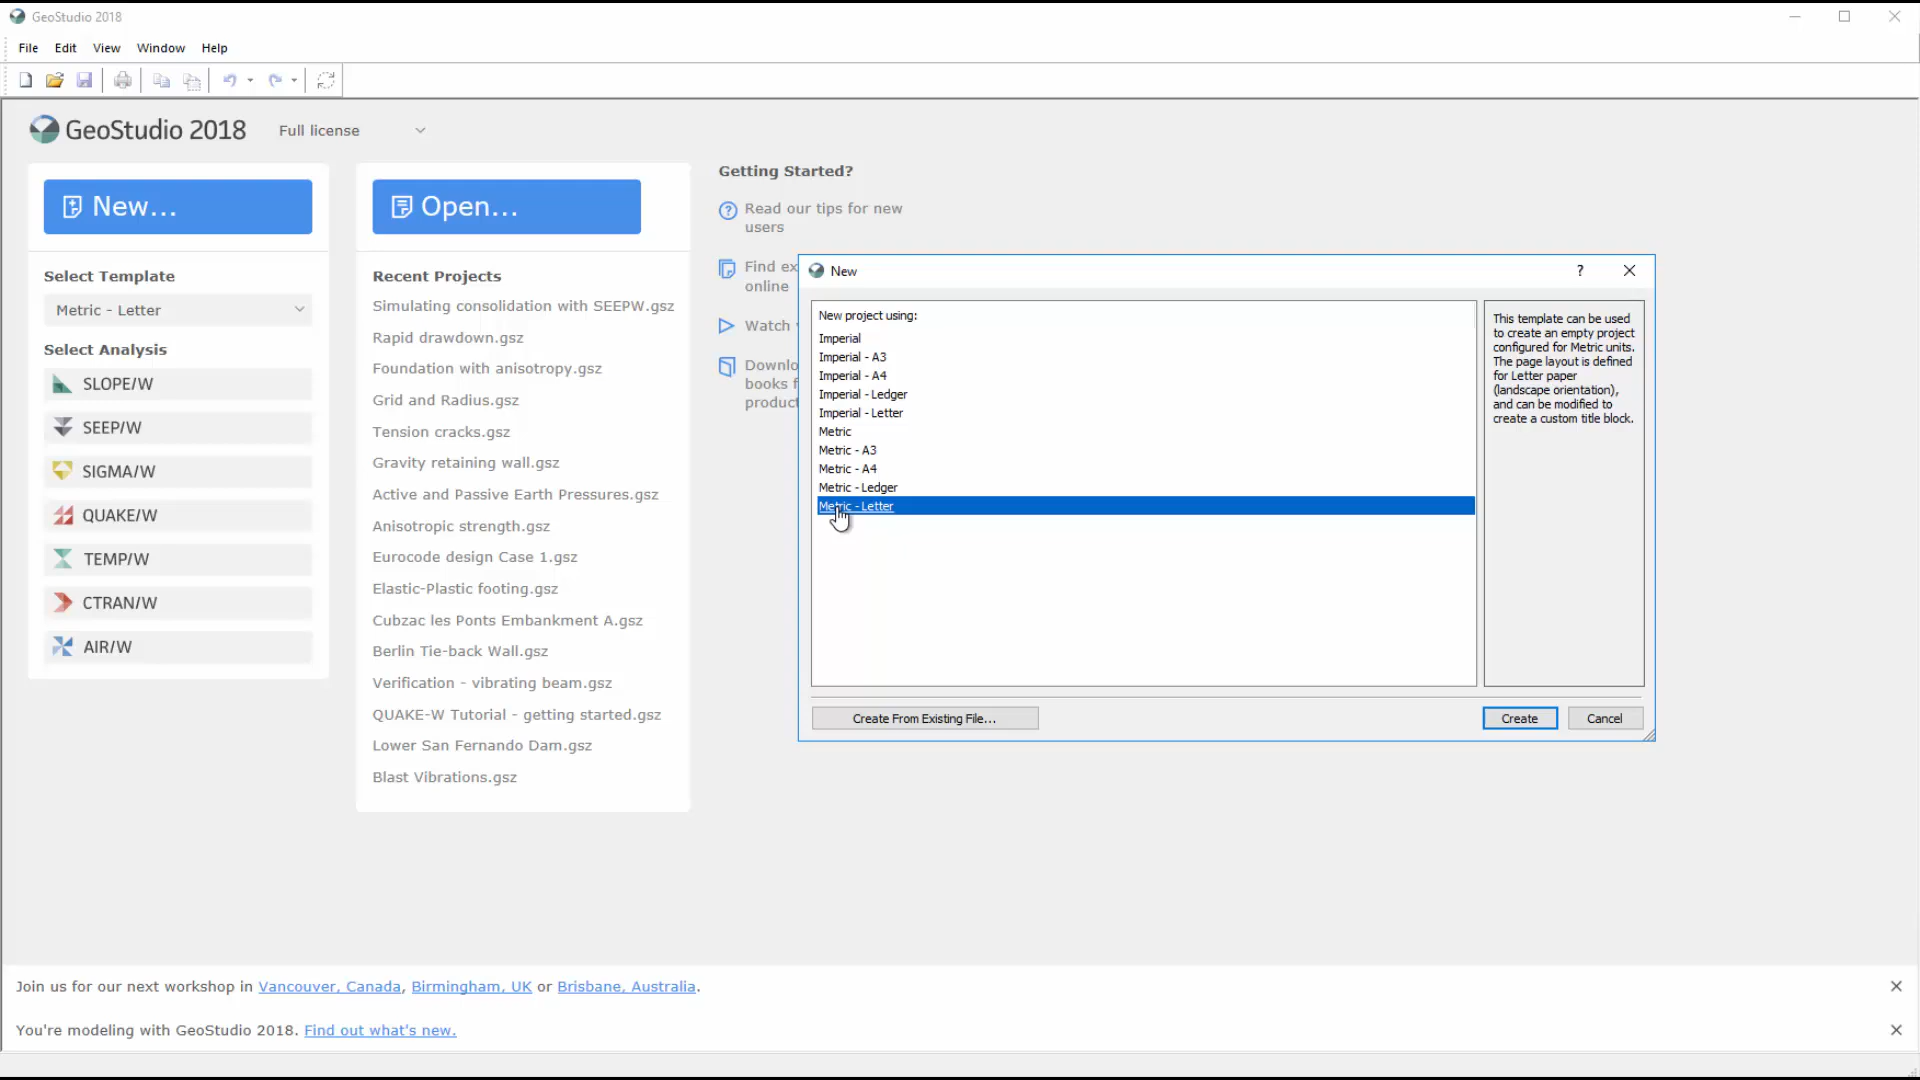 GeoStudio 2018
File Edit View Window Help
GeoStudio 2018 Full license
New...
Select Template
Metric - Letter
Select Analysis
SLOPE/W
SEEP/W
SIGMA/W
QUAKE/W
TEMP/W
CTRAN/W
AIR/W
Open...
Recent Projects
Simulating consolidation with SEEPW.gsz
Rapid drawdown.gsz
Foundation with anisotropy.gsz
Grid and Radius.gsz
Tension cracks.gsz
Gravity retaining wall.gsz
Active and Passive Earth Pressures.gsz
Anisotropic strength.gsz
Eurocode design Case 1.gsz
Elastic-Plastic footing.gsz
Cubzac les Ponts Embankment A.gsz
Berlin Tie-back Wall.gsz
Verification - vibrating beam.gsz
QUAKE-W Tutorial - getting started.gsz
Lower San Fernando Dam.gsz
Blast Vibrations.gsz
Getting Started?
Read our tips for new
users
Find ex
online
Watch
Downlo
books f
product
New
New project using:
Imperial
Imperial - A3
Imperial - A4
Imperial - Ledger
Imperial - Letter
Metric
Metric - A3
Metric - A4
Metric - Ledger
Metric - Letter
This template can be used
to create an empty project
configured for Metric units.
The page layout is defined
for Letter paper
(landscape orientation),
and can be modified to
create a custom title block.
Create From Existing File...
Create
Cancel
Join us for our next workshop in Vancouver, Canada, Birmingham, UK or Brisbane, Australia.
You're modeling with GeoStudio 2018. Find out what's new.